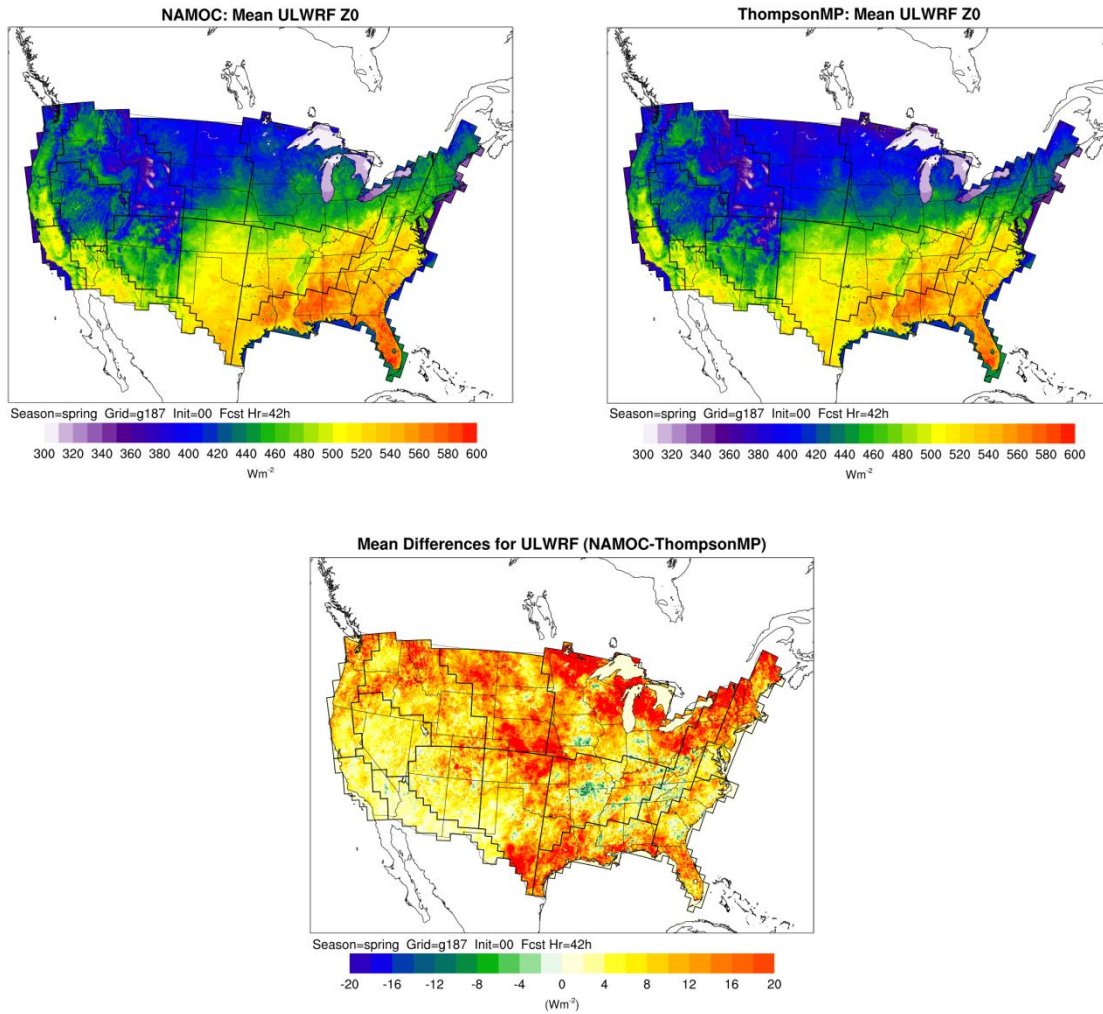 NAMOC: Mean ULWRF Z0
Season=spring Grid=g187 Init=00 Fcst Hr=42h
300 320 340 360 380 400 420 440 460 480 500 520 540 560 580 600
Wm-2
ThompsonMP: Mean ULWRF Z0
Season=spring Grid=g187 Init=00 Fcst Hr=42h
300 320 340 360 380 400 420 440 460 480 500 520 540 560 580 600
Wm-2
Mean Differences for ULWRF (NAMOC-ThompsonMP)
Season=spring Grid=g187 Init=00 Fcst Hr=42h
-20 -16 -12 -8 -4 0 4 8 12 16 20
(Wm-2)